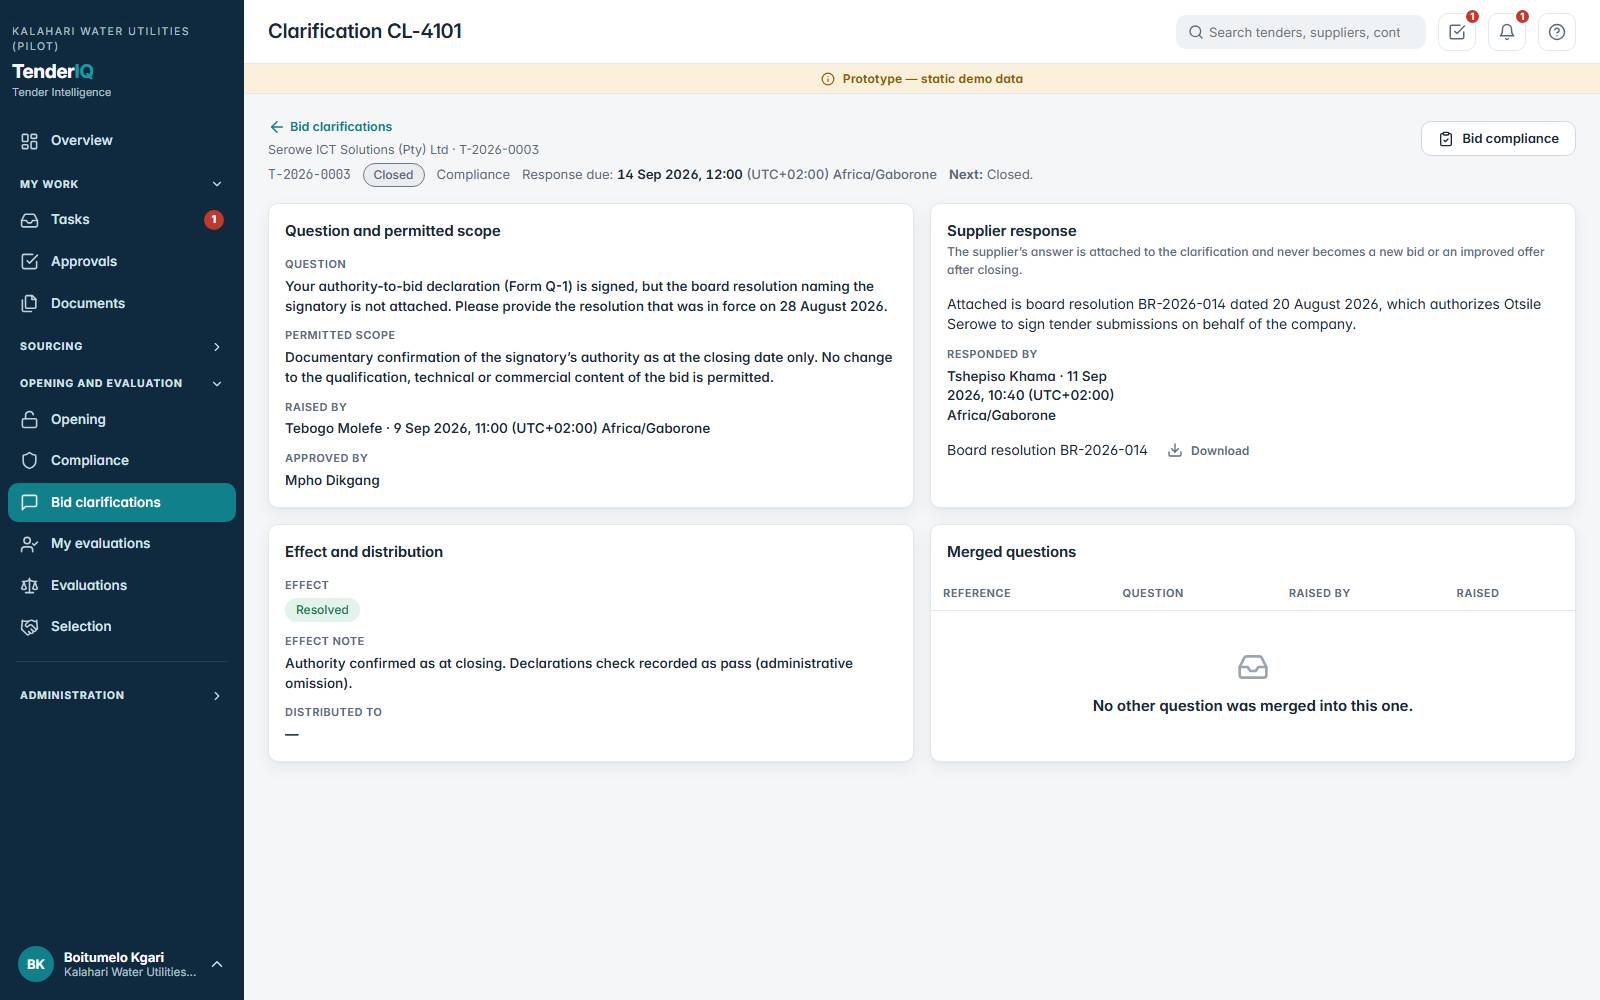 KALAHARI WATER UTILITIES
(PILOT)
TenderIQ
Tender Intelligence
Overview
MY WORK
Tasks
1
Approvals
Documents
SOURCING
OPENING AND EVALUATION
Opening
Compliance
Bid clarifications
My evaluations
Evaluations
Selection
ADMINISTRATION
BK
Boitumelo Kgari
Kalahari Water Utilities...
Clarification CL-4101
Search tenders, suppliers, cont
1
1
Prototype — static demo data
Bid clarifications
Serowe ICT Solutions (Pty) Ltd · T-2026-0003
T-2026-0003 Closed Compliance Response due: 14 Sep 2026, 12:00 (UTC+02:00) Africa/Gaborone Next: Closed.
Bid compliance
Question and permitted scope
QUESTION
Your authority-to-bid declaration (Form Q-1) is signed, but the board resolution naming the
signatory is not attached. Please provide the resolution that was in force on 28 August 2026.
PERMITTED SCOPE
Documentary confirmation of the signatory's authority as at the closing date only. No change
to the qualification, technical or commercial content of the bid is permitted.
RAISED BY
Tebogo Molefe · 9 Sep 2026, 11:00 (UTC+02:00) Africa/Gaborone
APPROVED BY
Mpho Dikgang
Supplier response
The supplier's answer is attached to the clarification and never becomes a new bid or an improved offer
after closing.
Attached is board resolution BR-2026-014 dated 20 August 2026, which authorizes Otsile
Serowe to sign tender submissions on behalf of the company.
RESPONDED BY
Tshepiso Khama · 11 Sep
2026, 10:40 (UTC+02:00)
Africa/Gaborone
Board resolution BR-2026-014 Download
Effect and distribution
EFFECT
Resolved
EFFECT NOTE
Authority confirmed as at closing. Declarations check recorded as pass (administrative
omission).
DISTRIBUTED TO
—
Merged questions
REFERENCE QUESTION RAISED BY RAISED
No other question was merged into this one.